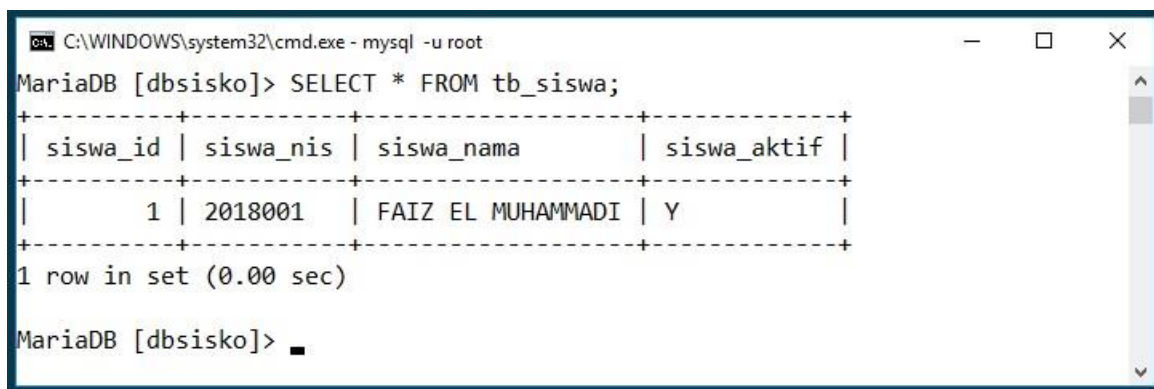 C:\WINDOWS\system32\cmd.exe - mysql -u root
MariaDB [dbsisko]> SELECT * FROM tb_siswa;
+----------+-----------+-------------------+-------------+
| siswa_id | siswa_nis | siswa_nama        | siswa_aktif |
+----------+-----------+-------------------+-------------+
|        1 | 2018001   | FAIZ EL MUHAMMADI | Y           |
+----------+-----------+-------------------+-------------+
1 row in set (0.00 sec)
MariaDB [dbsisko]>